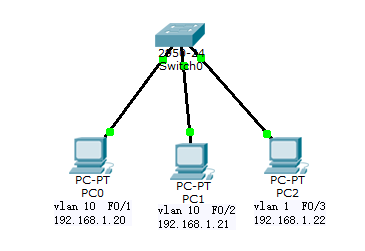 2950-24
Switch0
PC-PT
PC0
PC-PT
PC1
PC-PT
PC2
vlan 10 F0/1
192.168.1.20
vlan 10 F0/2
192.168.1.21
vlan 1 F0/3
192.168.1.22